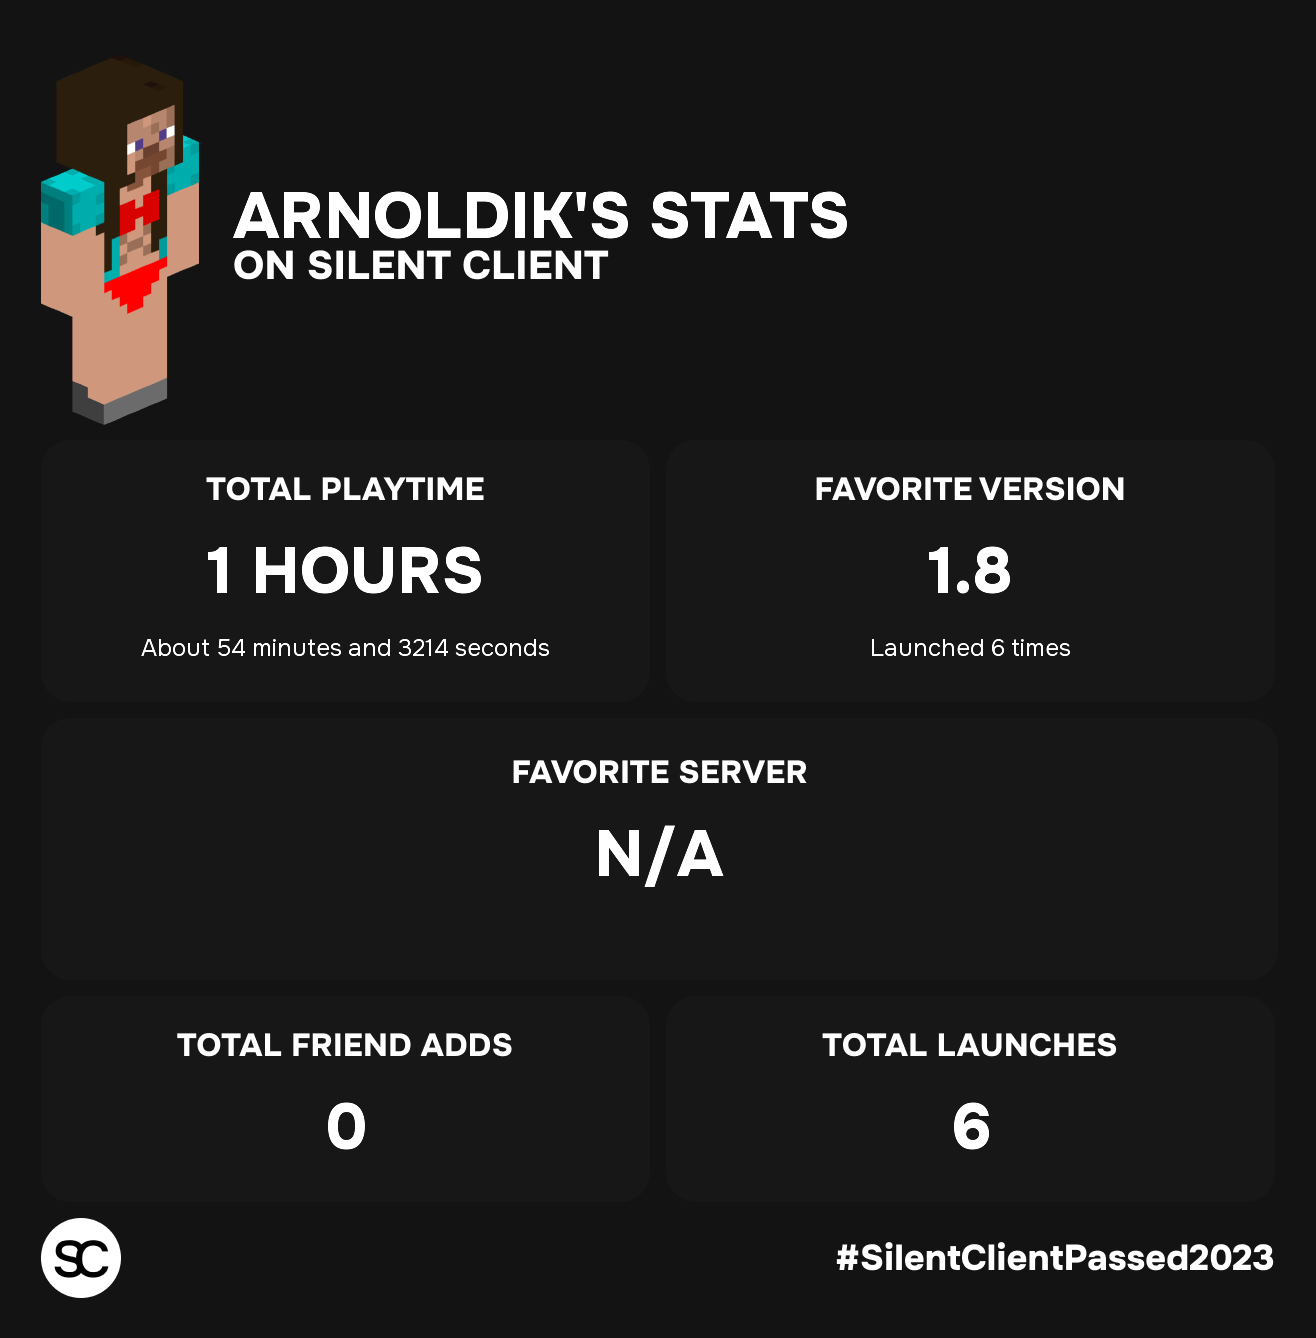 ARNOLDIK'S STATS
ON SILENT CLIENT
TOTAL PLAYTIME
1 HOURS
About 54 minutes and 3214 seconds
FAVORITE VERSION
1.8
Launched 6 times
FAVORITE SERVER
N/A
TOTAL FRIEND ADDS
0
TOTAL LAUNCHES
6
SC
#SilentClientPassed2023